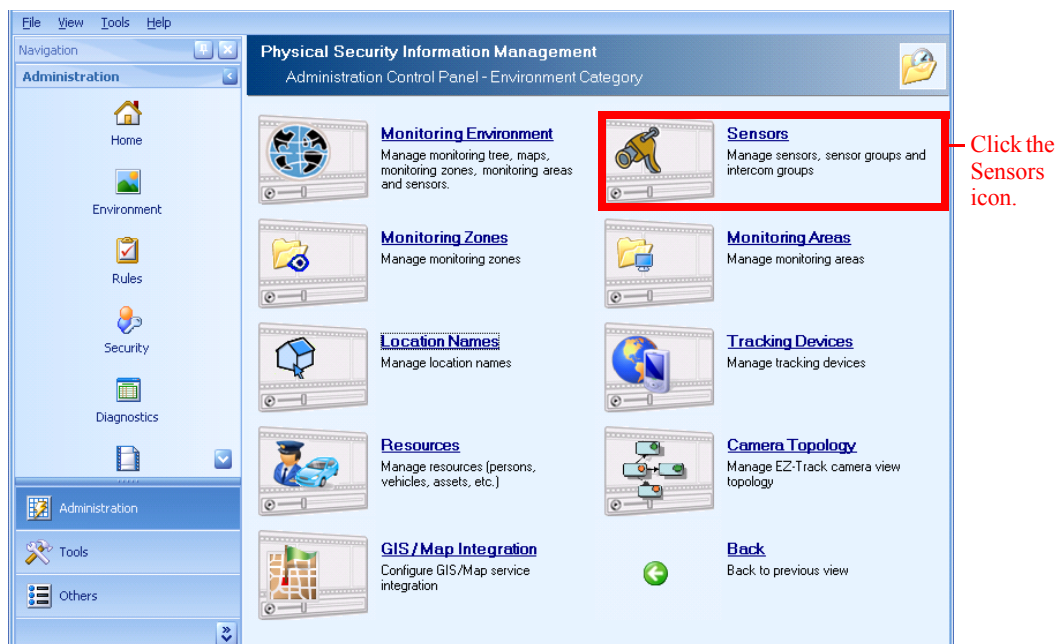 File View Tools Help
Navigation
Administration
Home
Environment
Rules
Security
Diagnostics
Administration
Tools
Others
Physical Security Information Management
Administration Control Panel - Environment Category
Monitoring Environment
Manage monitoring tree, maps,
monitoring zones, monitoring areas
and sensors.
Sensors
Manage sensors, sensor groups and
intercom groups
Click the
Sensors
icon.
Monitoring Zones
Manage monitoring zones
Monitoring Areas
Manage monitoring areas
Location Names
Manage location names
Tracking Devices
Manage tracking devices
Resources
Manage resources (persons,
vehicles, assets, etc.)
Camera Topology
Manage EZ-Track camera view
topology
GIS / Map Integration
Configure GIS/Map service
integration
Back
Back to previous view